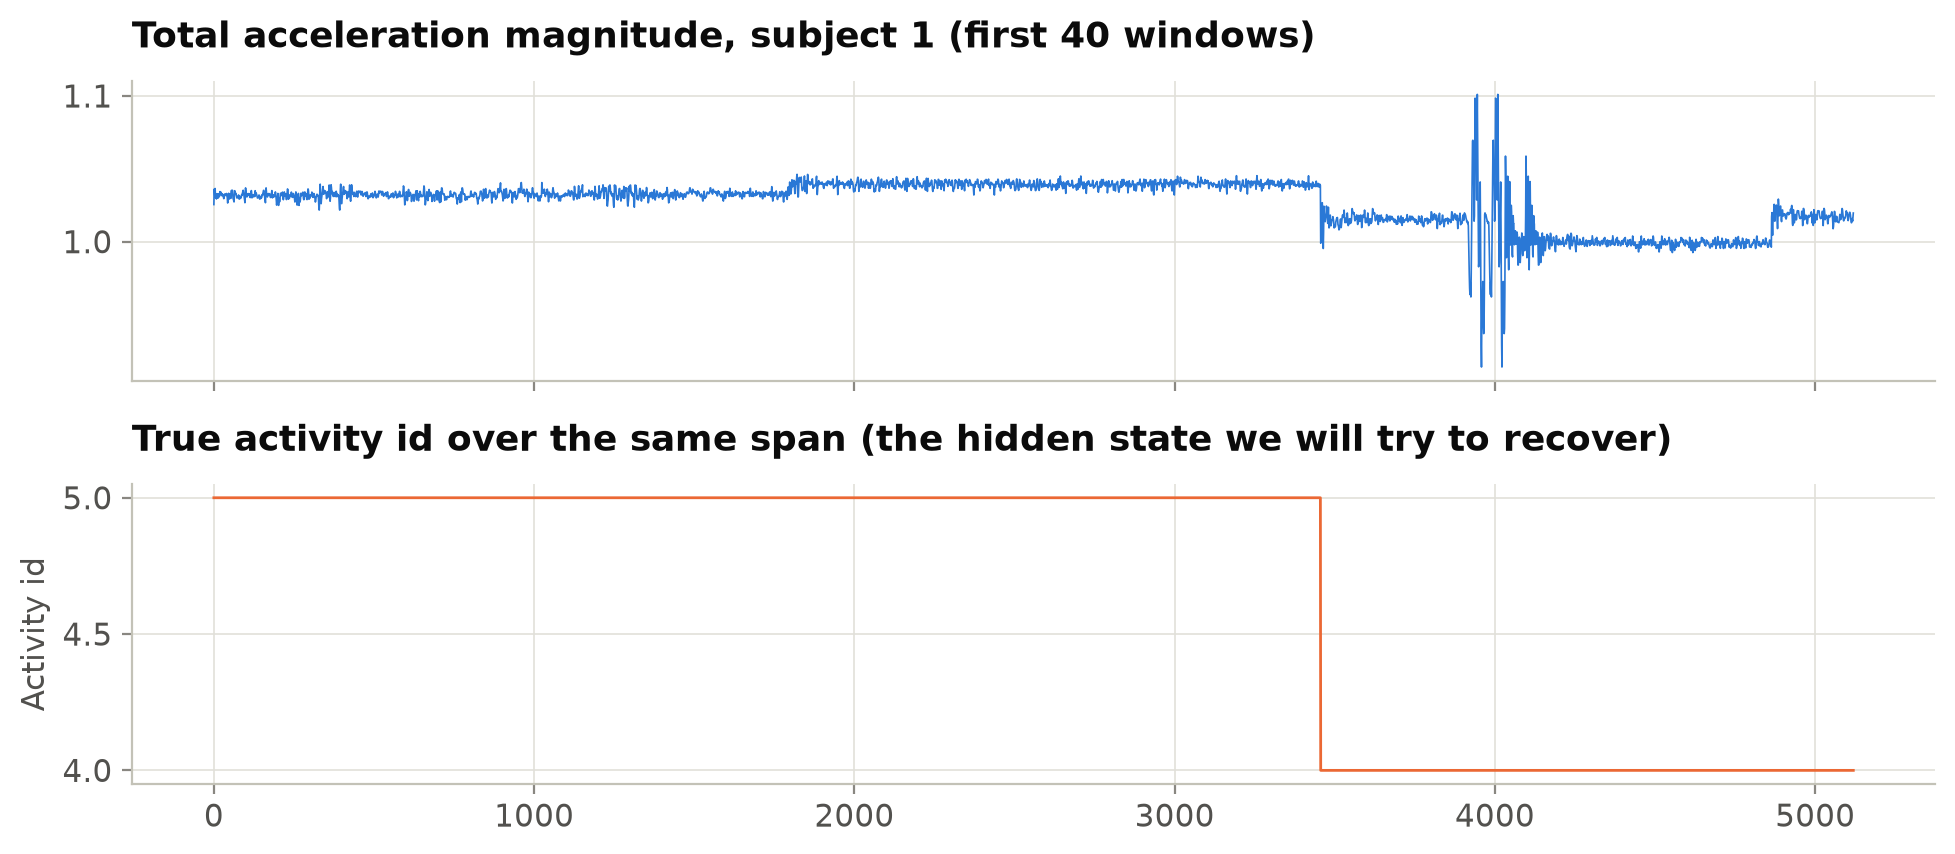 Total acceleration magnitude, subject 1 (first 40 windows)
1.1
1.0
True activity id over the same span (the hidden state we will try to recover)
5.0
4.5
4.0
Activity id
0 1000 2000 3000 4000 5000